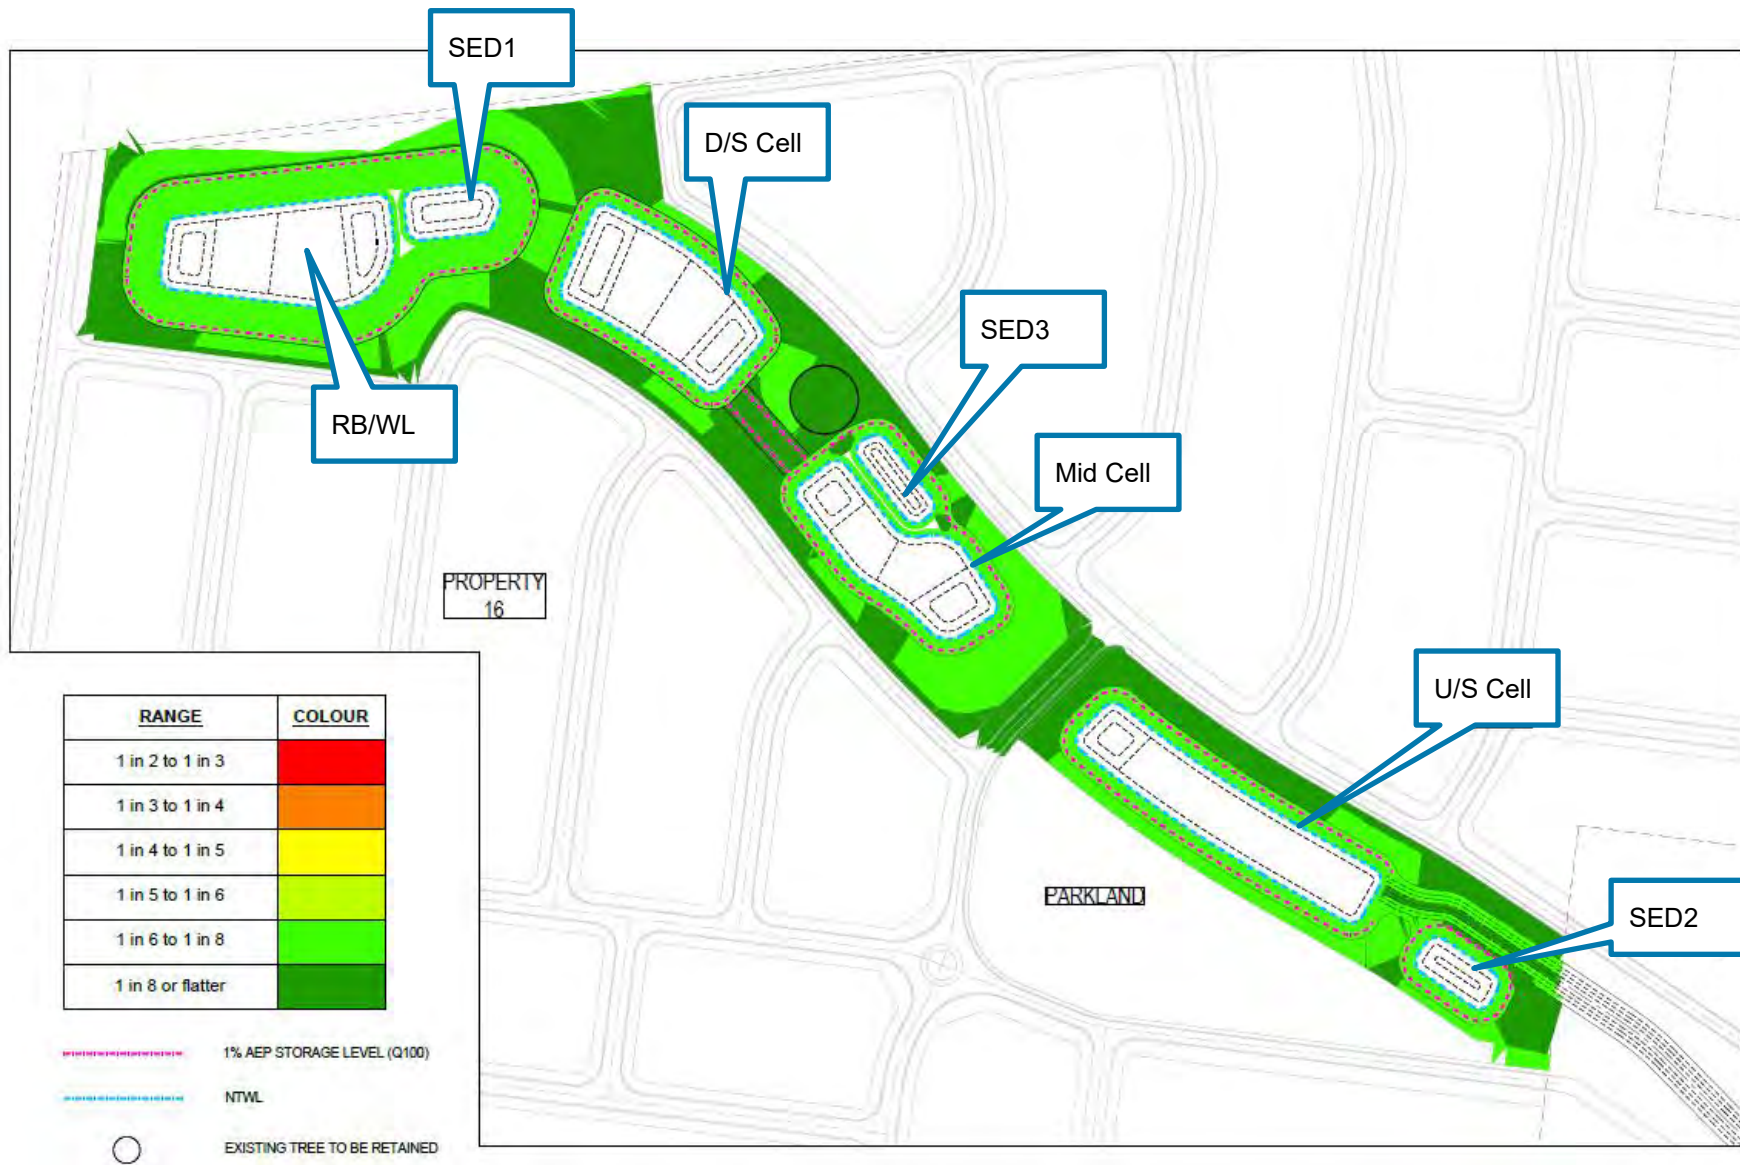 SED1
D/S Cell
SED3
RB/WL
Mid Cell
PROPERTY
16
U/S Cell
PARKLAND
SED2
RANGE COLOUR
1 in 2 to 1 in 3
1 in 3 to 1 in 4
1 in 4 to 1 in 5
1 in 5 to 1 in 6
1 in 6 to 1 in 8
1 in 8 or flatter
1% AEP STORAGE LEVEL (Q100)
NTWL
EXISTING TREE TO BE RETAINED